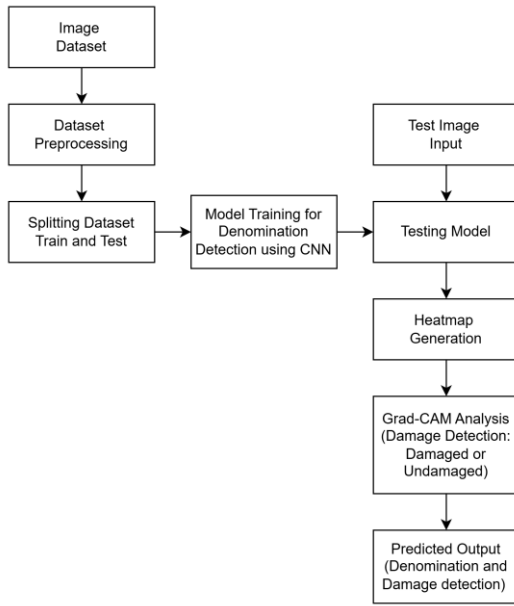 Image
Dataset
Dataset
Preprocessing
Splitting Dataset
Train and Test
Model Training for
Denomination
Detection using CNN
Test Image
Input
Testing Model
Heatmap
Generation
Grad-CAM Analysis
(Damage Detection:
Damaged or
Undamaged)
Predicted Output
(Denomination and
Damage detection)